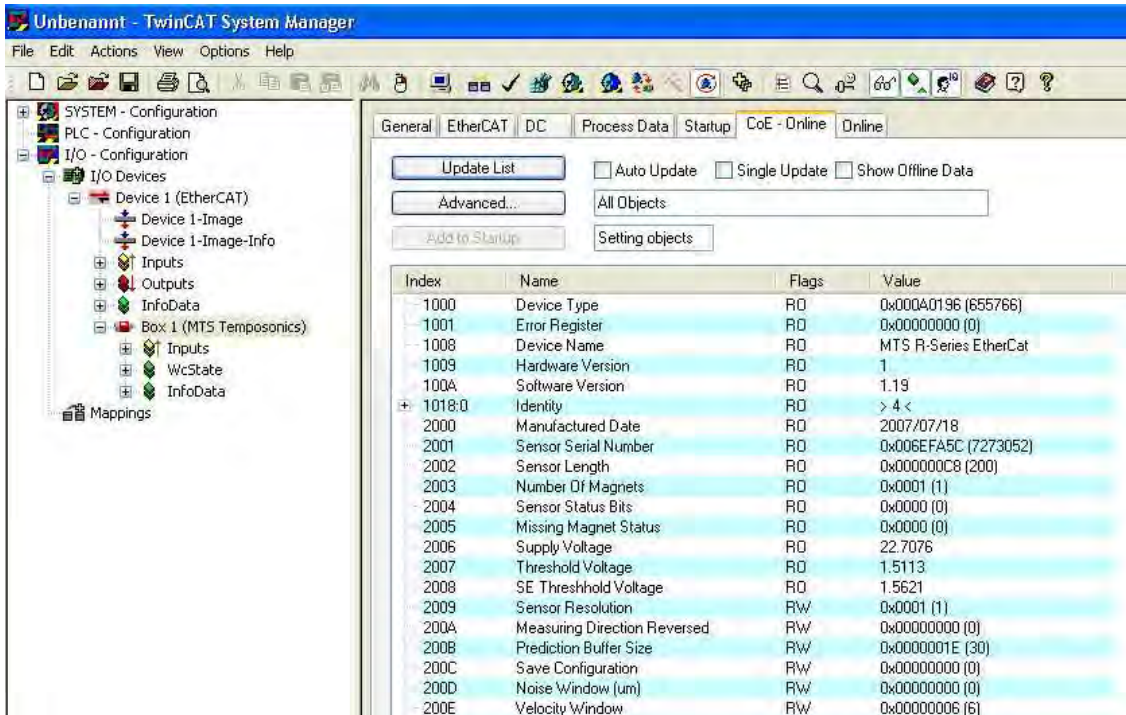 Unbenannt - TwinCAT System Manager
File Edit Actions View Options Help
SYSTEM - Configuration
PLC - Configuration
I/O - Configuration
I/O Devices
Device 1 (EtherCAT)
Device 1-Image
Device 1-Image-Info
Inputs
Outputs
InfoData
Box 1 (MTS Temposonics)
Inputs
WcState
InfoData
Mappings
General EtherCAT DC Process Data Startup CoE - Online Online
Update List Auto Update Single Update Show Offline Data
Advanced... All Objects
Add to Startup Setting objects
Index Name Flags Value
1000 Device Type RO 0x000A0196 (655766)
1001 Error Register RO 0x00000000 (0)
1008 Device Name RO MTS R-Series EtherCat
1009 Hardware Version RO 1
100A Software Version RO 1.19
1018:0 Identity RO > 4 <
2000 Manufactured Date RO 2007/07/18
2001 Sensor Serial Number RO 0x006EFA5C (7273052)
2002 Sensor Length RO 0x000000C8 (200)
2003 Number Of Magnets RO 0x0001 (1)
2004 Sensor Status Bits RO 0x0000 (0)
2005 Missing Magnet Status RO 0x0000 (0)
2006 Supply Voltage RO 22.7076
2007 Threshold Voltage RO 1.5113
2008 SE Threshhold Voltage RO 1.5621
2009 Sensor Resolution RW 0x0001 (1)
200A Measuring Direction Reversed RW 0x00000000 (0)
200B Prediction Buffer Size RW 0x0000001E (30)
200C Save Configuration RW 0x00000000 (0)
200D Noise Window (um) RW 0x00000000 (0)
200E Velocity Window RW 0x00000006 (6)